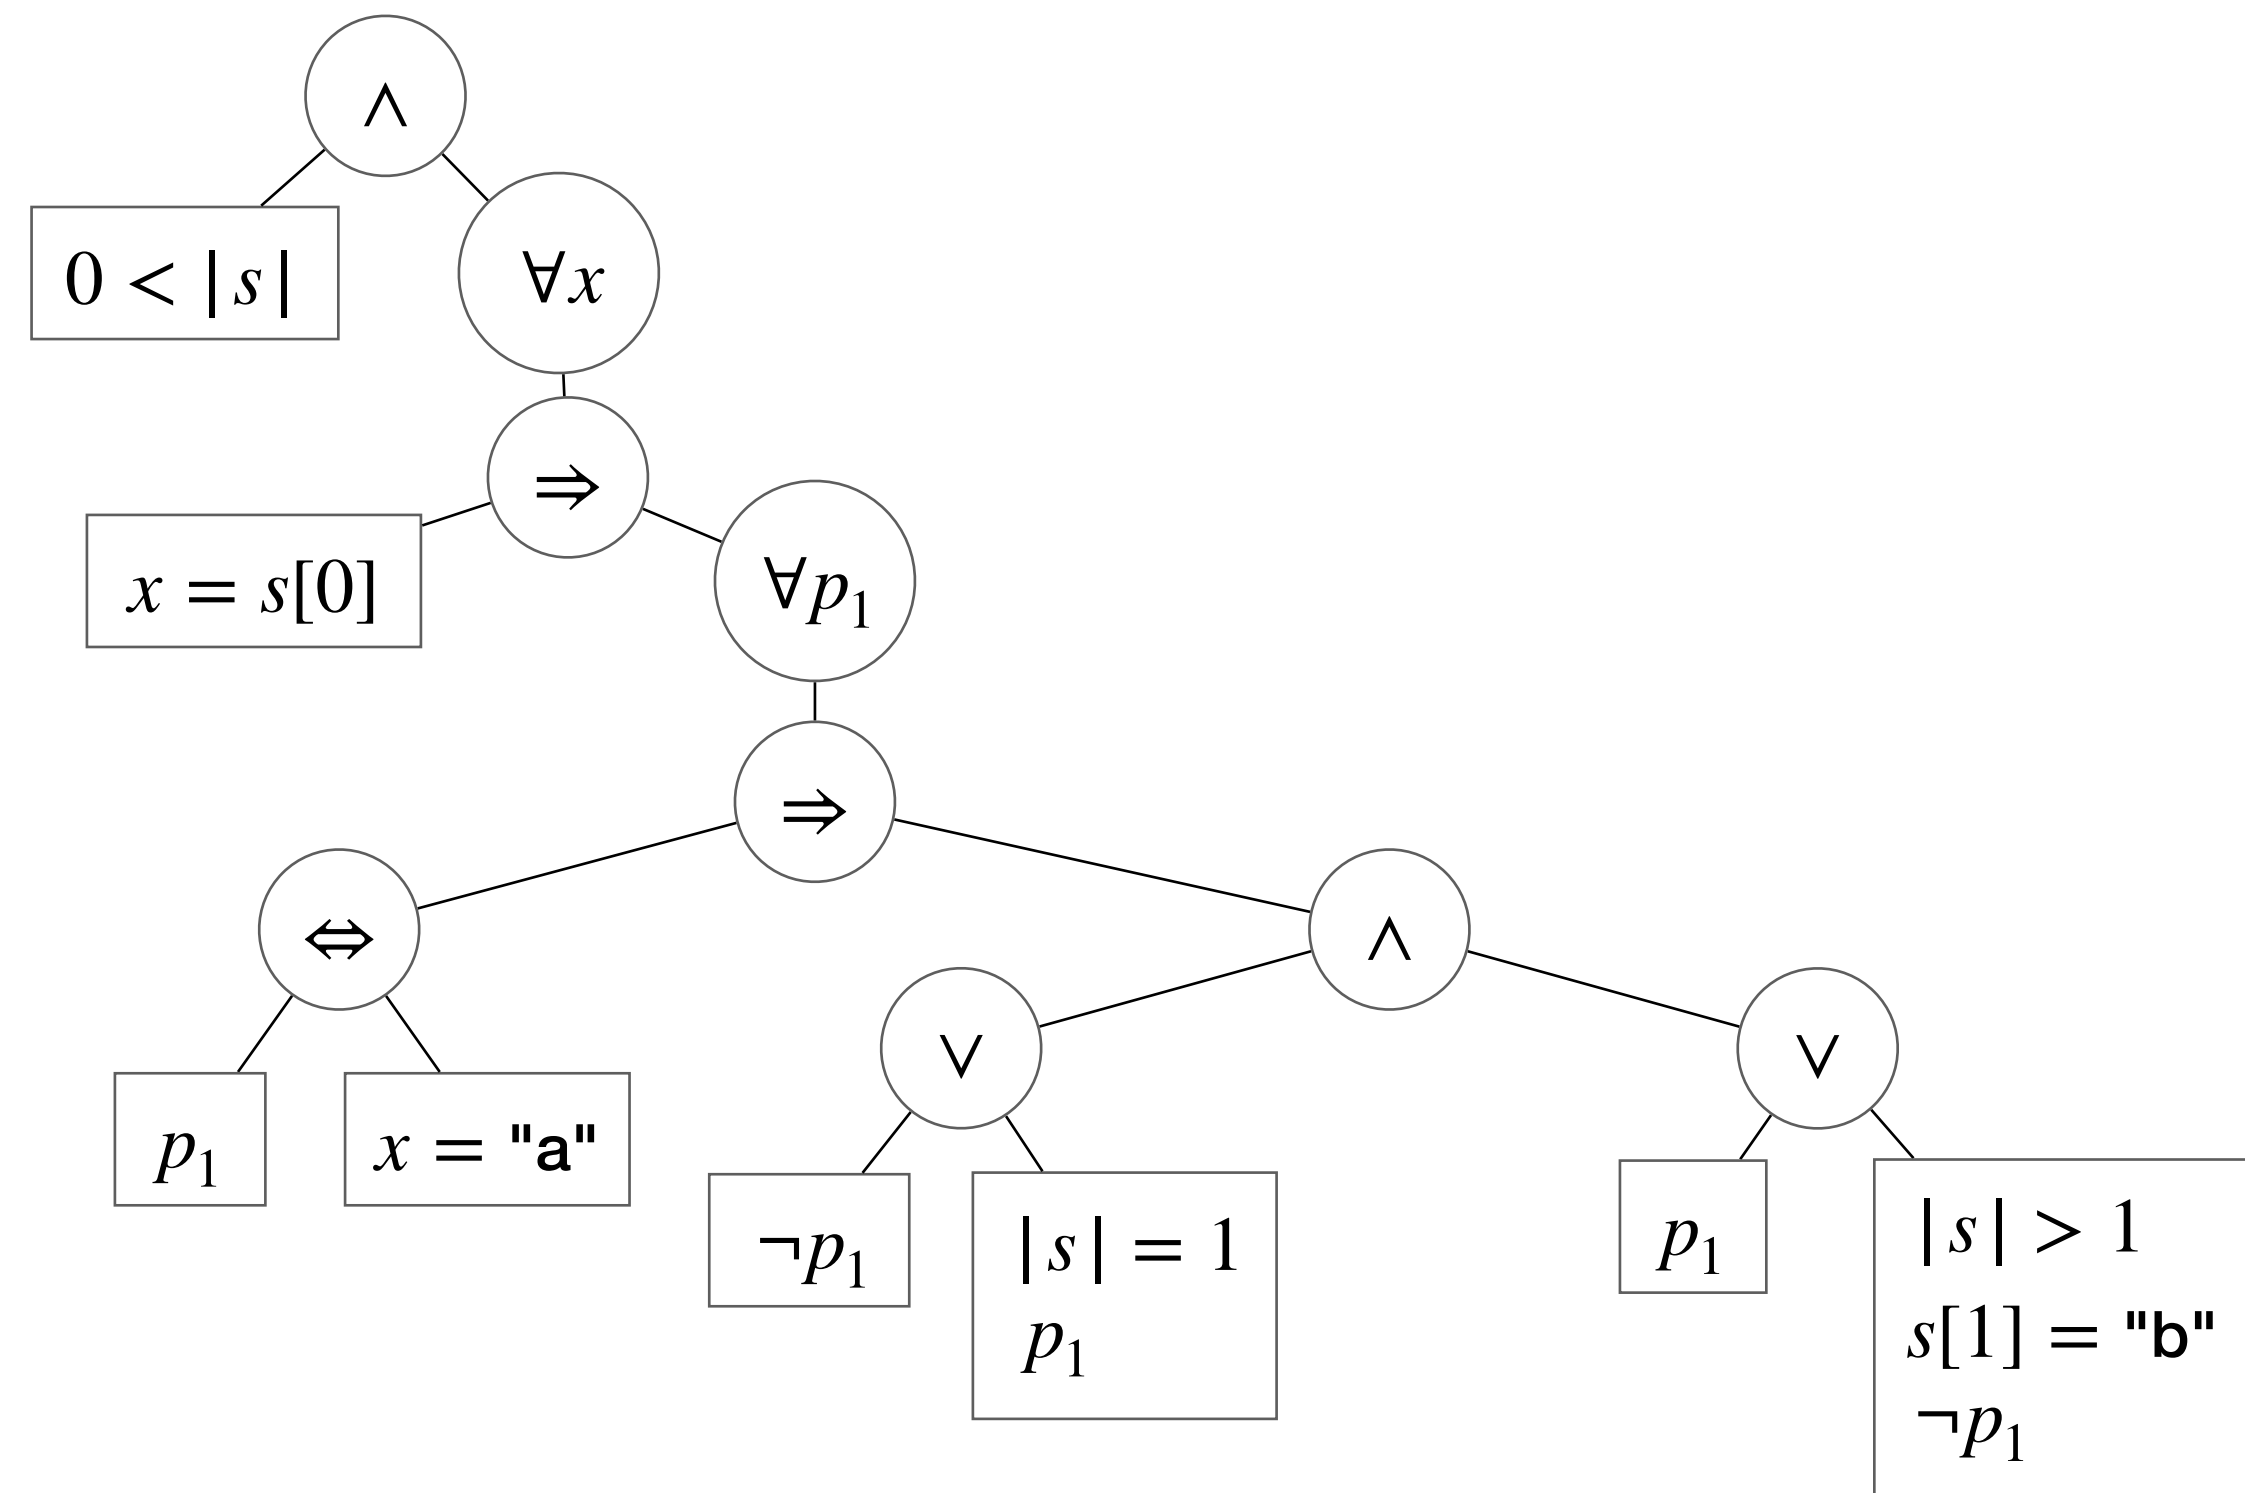 ∧
0 < |s|
∀x
⇒
x = s[0]
∀p₁
⇒
⇔
∧
p₁
x = "a"
∨
∨
¬p₁
|s| = 1
p₁
p₁
|s| > 1
s[1] = "b"
¬p₁